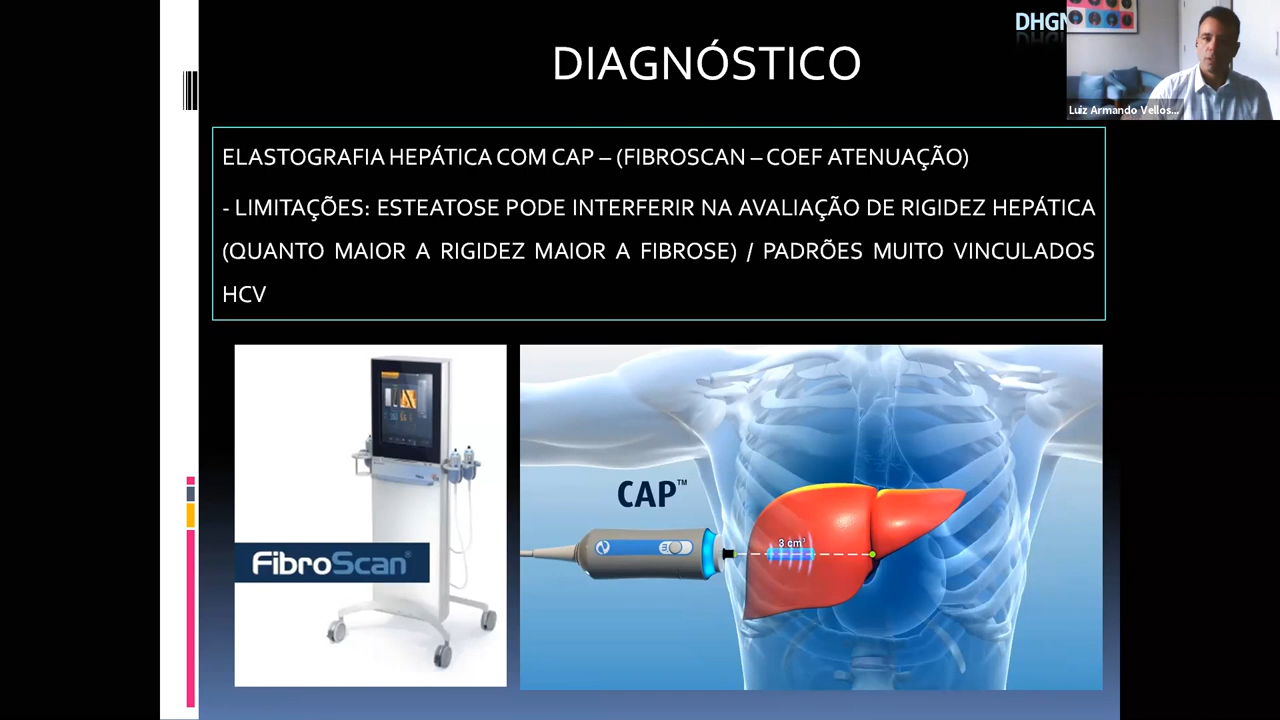 DHGN
DIAGNÓSTICO
Luiz Armando Vellos...
ELASTOGRAFIA HEPÁTICA COM CAP – (FIBROSCAN – COEF ATENUAÇÃO)
- LIMITAÇÕES: ESTEATOSE PODE INTERFERIR NA AVALIAÇÃO DE RIGIDEZ HEPÁTICA
(QUANTO MAIOR A RIGIDEZ MAIOR A FIBROSE) / PADRÕES MUITO VINCULADOS
HCV
CAP™
3 cm³
FibroScan®